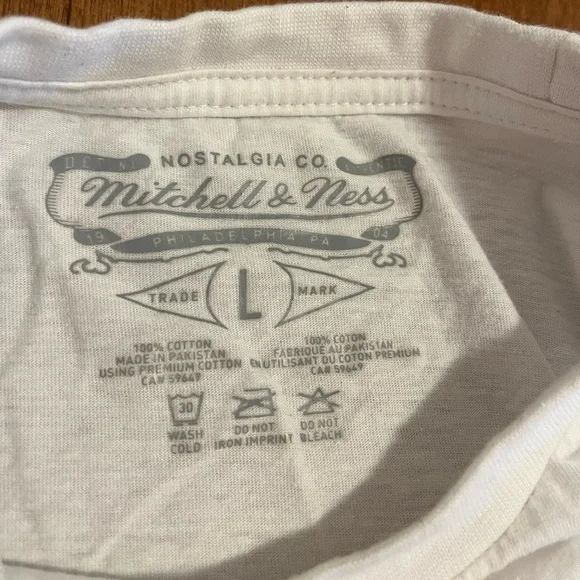 NOSTALGIA CO.
AUTHENTIC
Mitchell & Ness
19 PHILADELPHIA PA 04
TRADE L MARK
100% COTTON
MADE IN PAKISTAN
USING PREMIUM COTTON
CA# 59649
100% COTON
FABRIQUE AU PAKISTAN
EN UTILISANT DU COTON PREMIUM
CA# 59649
30
WASH
COLD
DO NOT
IRON IMPRINT
DO NOT
BLEACH